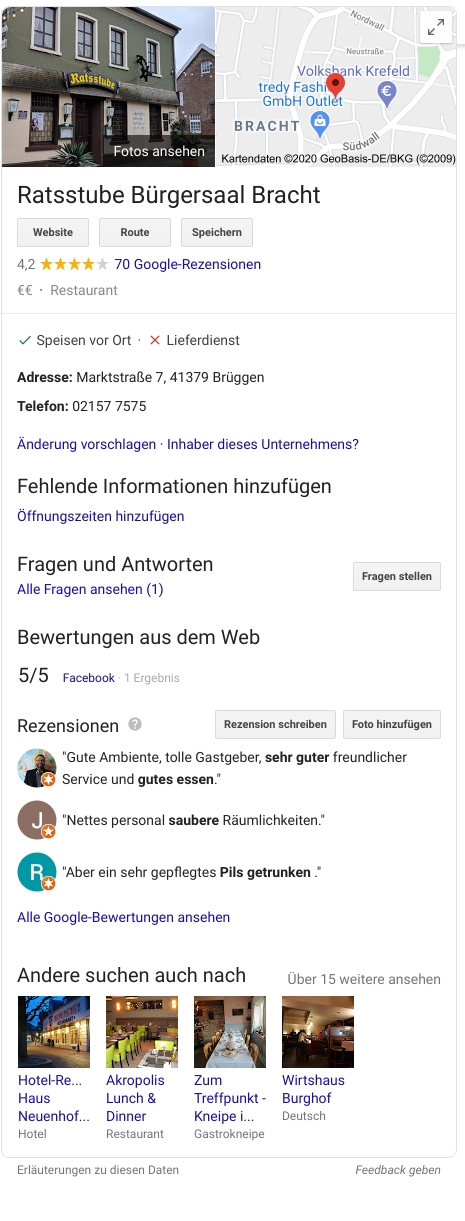 Ratsstube
Fotos ansehen
nordwall
Neustraße
Volksbank Krefeld
tredy Fashi
GmbH Outlet
BRACHT
Südwall
Kartendaten ©2020 GeoBasis-DE/BKG (©2009)
Ratsstube Bürgersaal Bracht
Website Route Speichern
4,2 70 Google-Rezensionen
€€ · Restaurant
Speisen vor Ort · Lieferdienst
Adresse: Marktstraße 7, 41379 Brüggen
Telefon: 02157 7575
Änderung vorschlagen · Inhaber dieses Unternehmens?
Fehlende Informationen hinzufügen
Öffnungszeiten hinzufügen
Fragen und Antworten
Alle Fragen ansehen (1)
Fragen stellen
Bewertungen aus dem Web
5/5 Facebook · 1 Ergebnis
Rezensionen ? Rezension schreiben Foto hinzufügen
"Gute Ambiente, tolle Gastgeber, sehr guter freundlicher
Service und gutes essen."
J "Nettes personal saubere Räumlichkeiten."
R "Aber ein sehr gepflegtes Pils getrunken ."
Alle Google-Bewertungen ansehen
Andere suchen auch nach Über 15 weitere ansehen
Hotel-Re...
Haus
Neuenhof...
Hotel
Akropolis
Lunch &
Dinner
Restaurant
Zum
Treffpunkt -
Kneipe i...
Gastrokneipe
Wirtshaus
Burghof
Deutsch
Erläuterungen zu diesen Daten Feedback geben